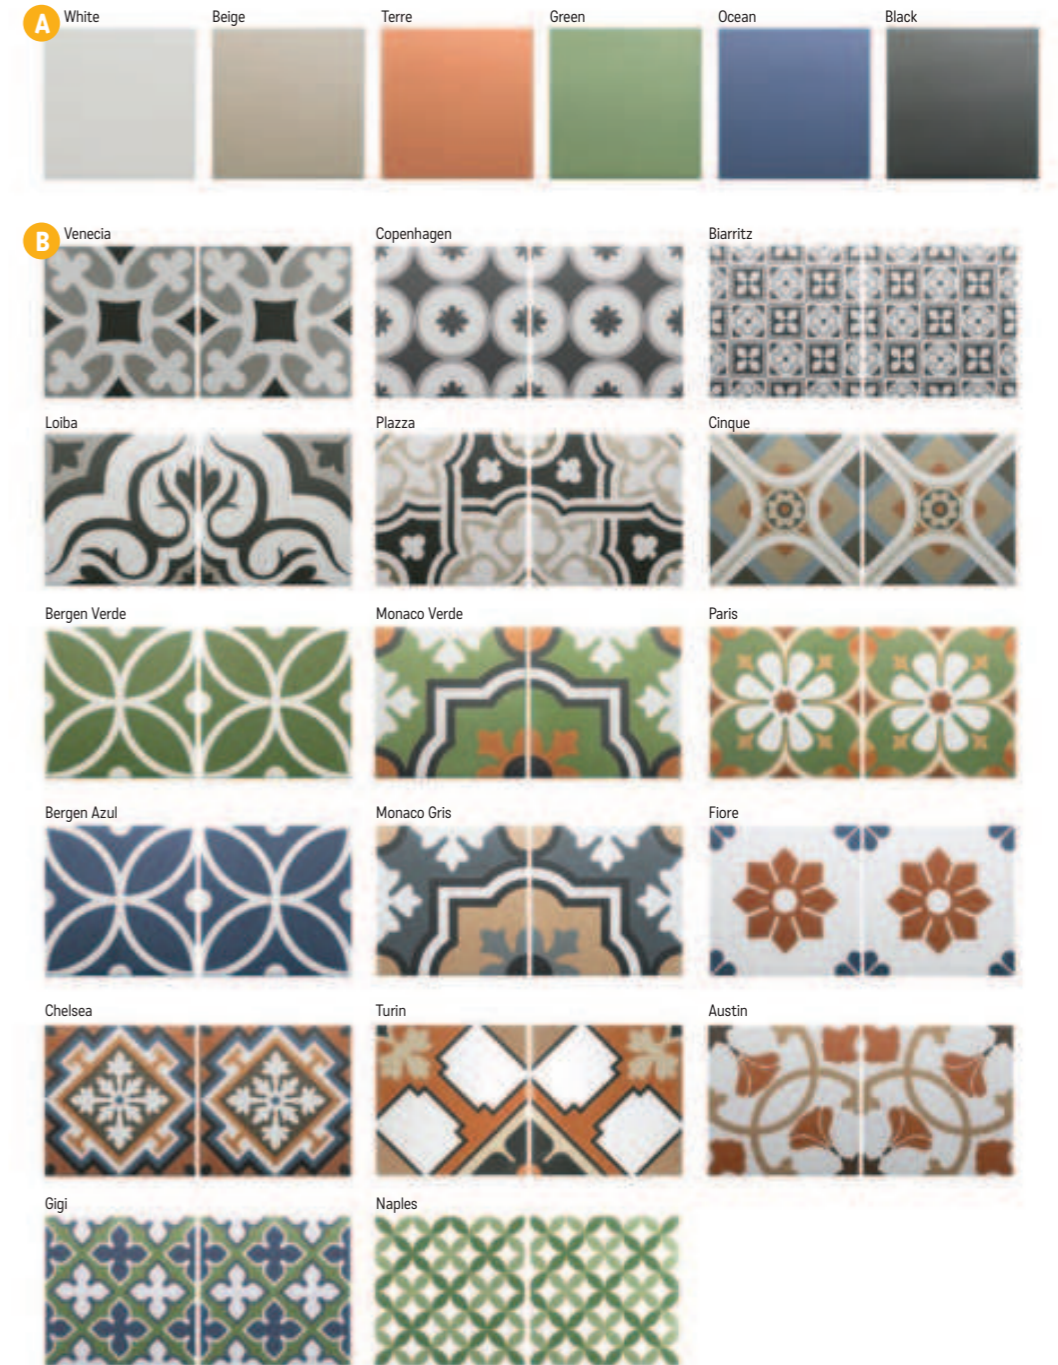 A
White Beige Terre Green Ocean Black
B
Venecia Copenhagen Biarritz
Loiba Plazza Cinque
Bergen Verde Monaco Verde Paris
Bergen Azul Monaco Gris Fiore
Chelsea Turin Austin
Gigi Naples